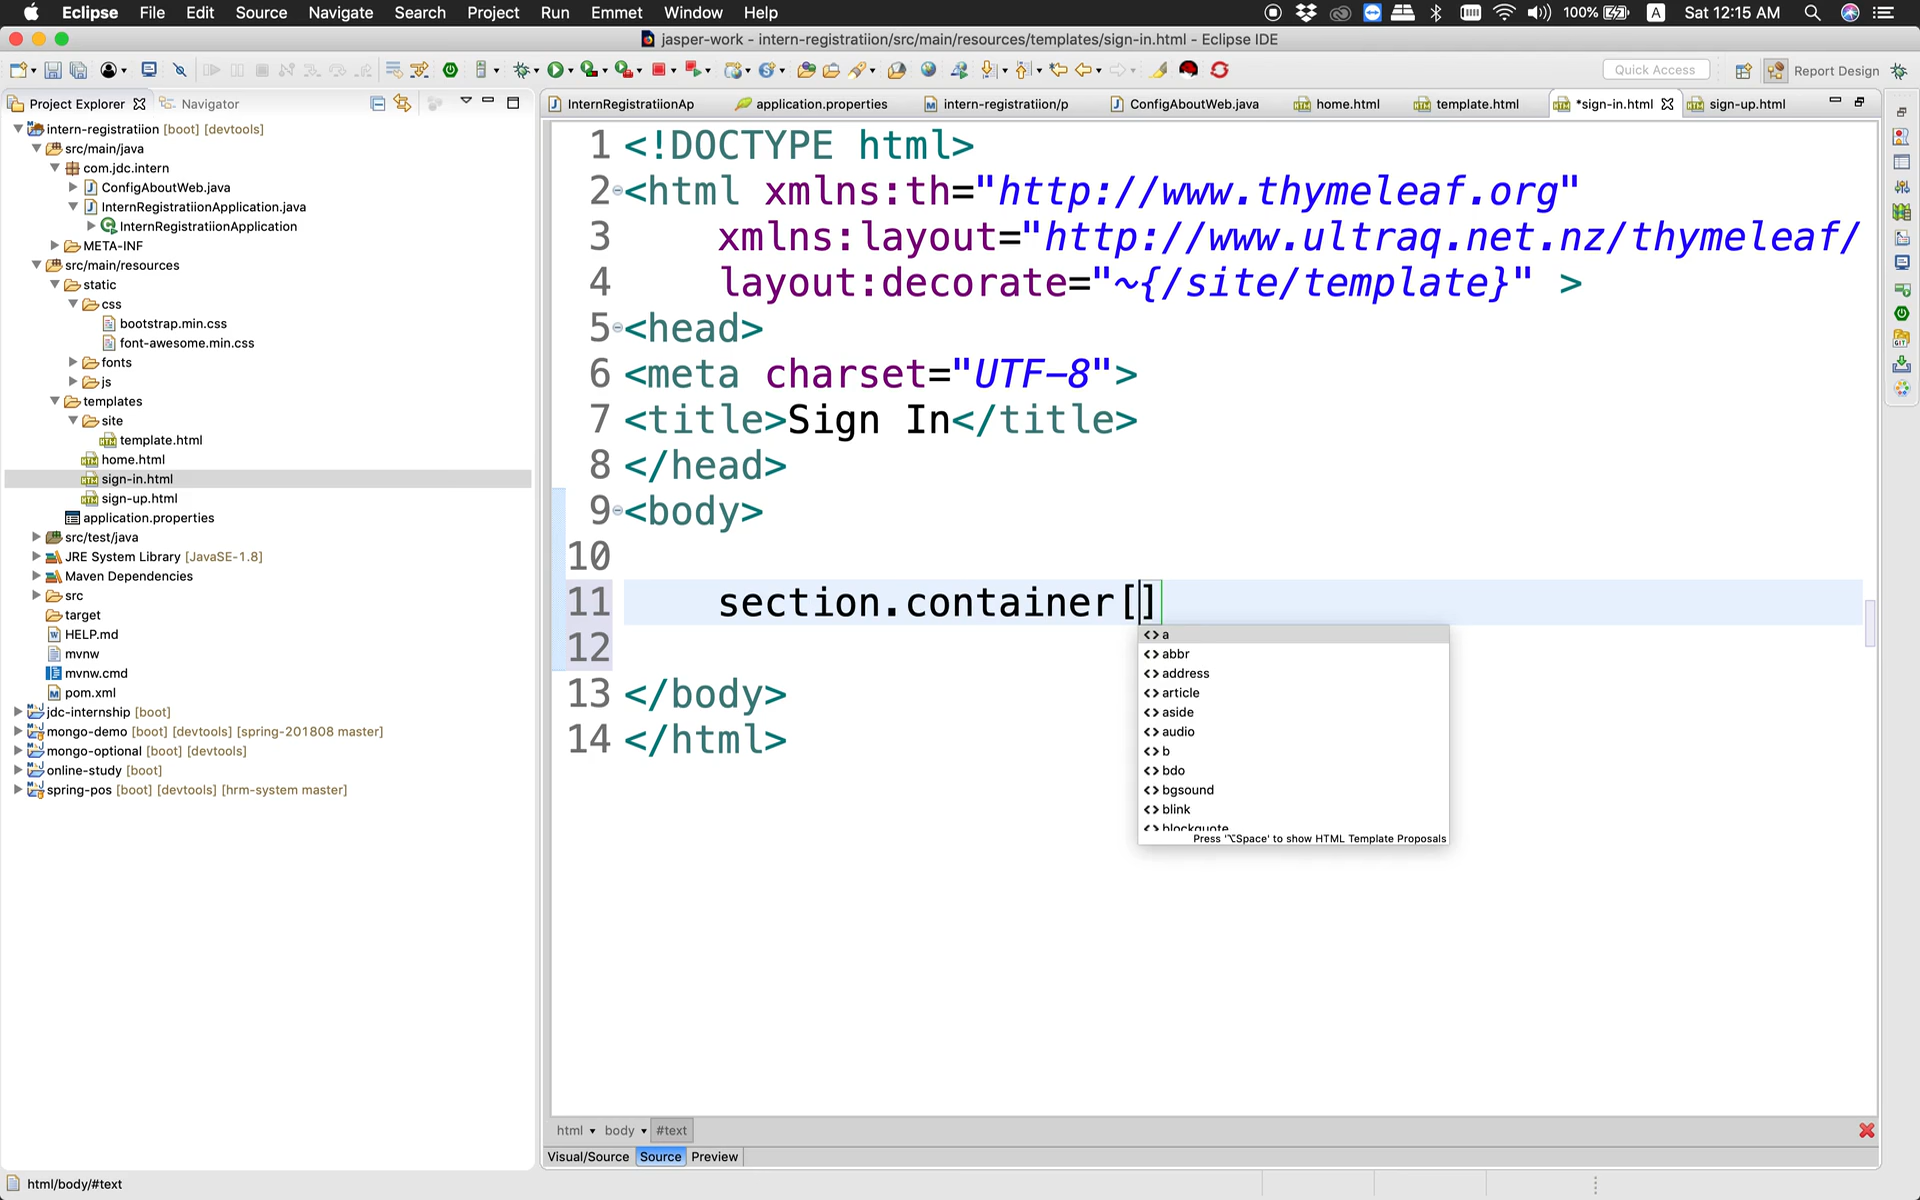 Eclipse File Edit Source Navigate Search Project Run Emmet Window Help 100% A Sat 12:15 AM
jasper-work - intern-registratiion/src/main/resources/templates/sign-in.html - Eclipse IDE
Quick Access Report Design
Project Explorer Navigator
InternRegistratiionAp application.properties intern-registratiion/p ConfigAboutWeb.java home.html template.html *sign-in.html sign-up.html
intern-registratiion [boot] [devtools]
src/main/java
com.jdc.intern
ConfigAboutWeb.java
InternRegistratiionApplication.java
InternRegistratiionApplication
META-INF
src/main/resources
static
css
bootstrap.min.css
font-awesome.min.css
fonts
js
templates
site
template.html
home.html
sign-in.html
sign-up.html
application.properties
src/test/java
JRE System Library [JavaSE-1.8]
Maven Dependencies
src
target
HELP.md
mvnw
mvnw.cmd
pom.xml
jdc-internship [boot]
mongo-demo [boot] [devtools] [spring-201808 master]
mongo-optional [boot] [devtools]
online-study [boot]
spring-pos [boot] [devtools] [hrm-system master]
1 <!DOCTYPE html>
2 <html xmlns:th="http://www.thymeleaf.org"
3 xmlns:layout="http://www.ultraq.net.nz/thymeleaf/
4 layout:decorate="~{/site/template}" >
5 <head>
6 <meta charset="UTF-8">
7 <title>Sign In</title>
8 </head>
9 <body>
10
11 section.container[]
12
13 </body>
14 </html>
a
abbr
address
article
aside
audio
b
bdo
bgsound
blink
blockquote
Press '⌥Space' to show HTML Template Proposals
html body #text
Visual/Source Source Preview
html/body/#text